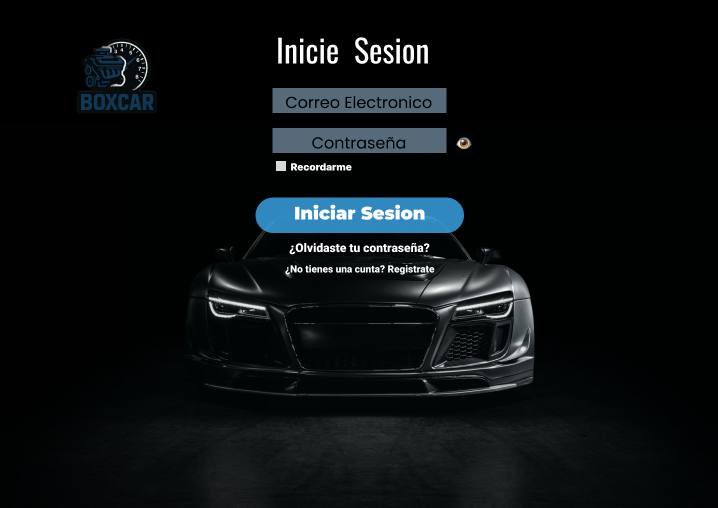 Inicie Sesion
BOXCAR
Correo Electronico
Contraseña
Recordarme
Iniciar Sesion
¿Olvidaste tu contraseña?
¿No tienes una cunta? Registrate